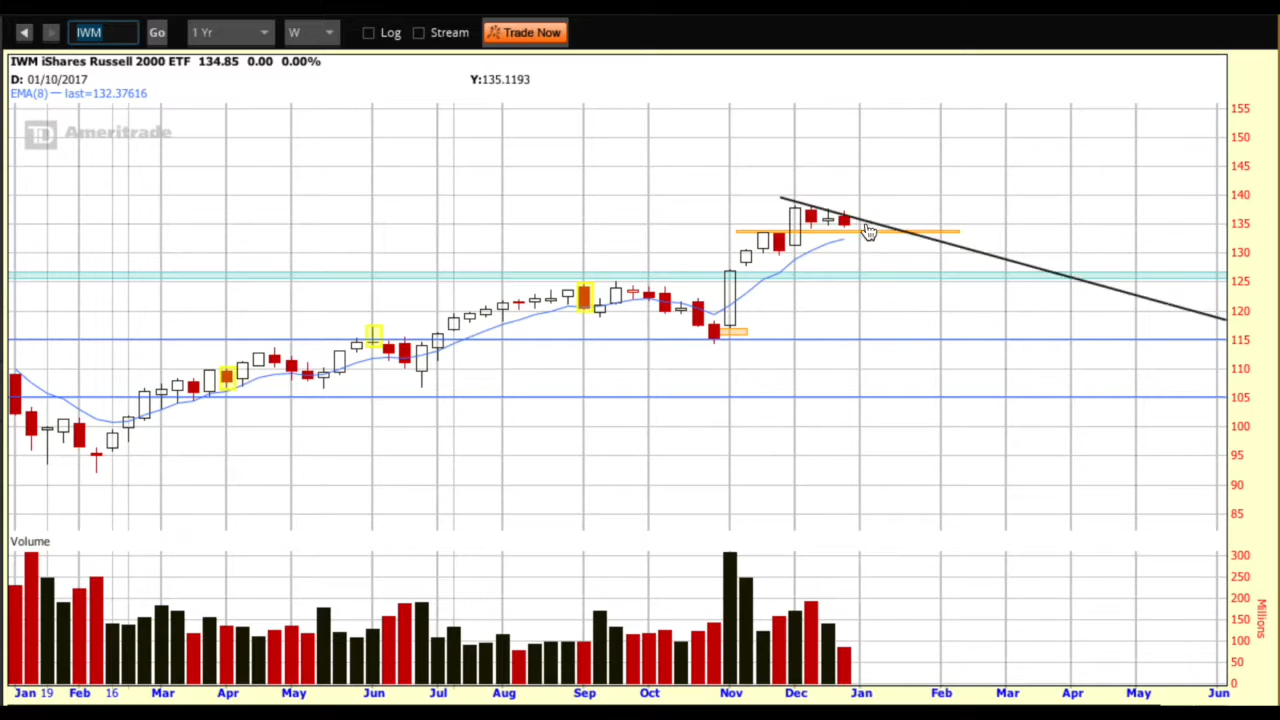 IWM Go 1 Yr W Log Stream Trade Now
IWM iShares Russell 2000 ETF 134.85 0.00 0.00%
D: 01/10/2017 Y:135.1193
EMA(8) — last=132.37616
TD Ameritrade
155
150
145
140
135
130
125
120
115
110
105
100
95
90
85
Volume
300
250
200
150
100
50
0
Millions
Jan 19 Feb 16 Mar Apr May Jun Jul Aug Sep Oct Nov Dec Jan Feb Mar Apr May Jun